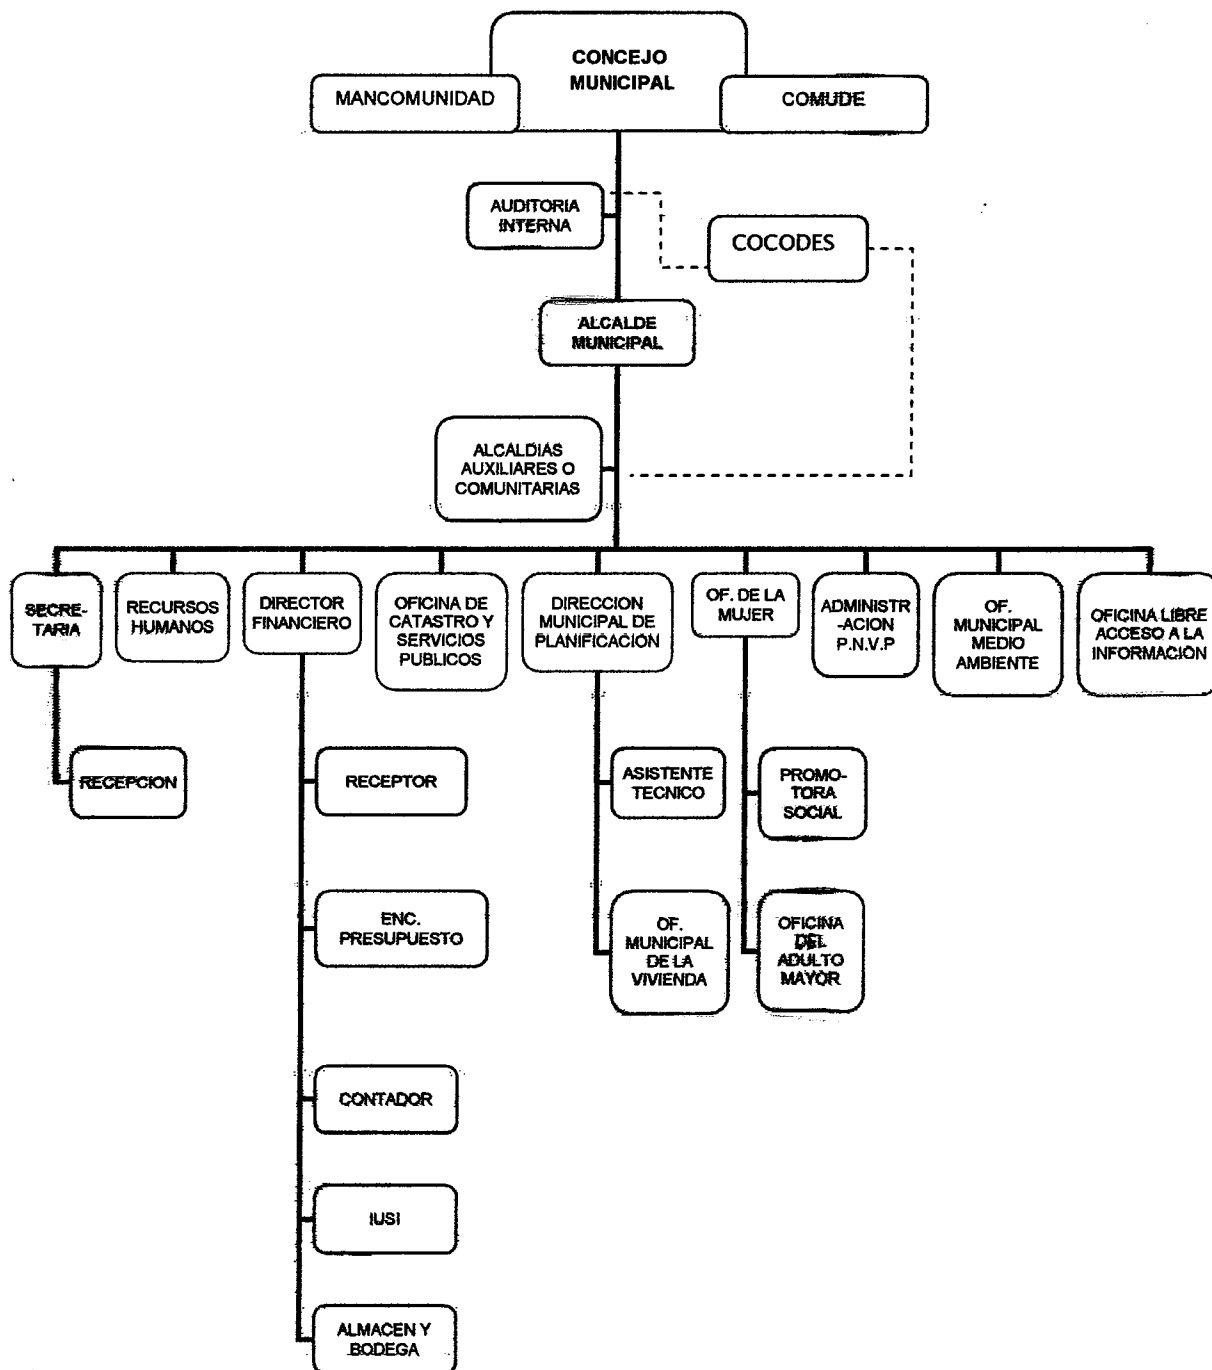 CONCEJO
MUNICIPAL
MANCOMUNIDAD
COMUDE
AUDITORIA
INTERNA
COCODES
ALCALDE
MUNICIPAL
ALCALDIAS
AUXILIARES O
COMUNITARIAS
SECRE-
TARIA
RECURSOS
HUMANOS
DIRECTOR
FINANCIERO
OFICINA DE
CATASTRO Y
SERVICIOS
PUBLICOS
DIRECCION
MUNICIPAL DE
PLANIFICACIÓN
OF. DE LA
MUJER
ADMINISTR
-ACION
P.N.V.P
OF.
MUNICIPAL
MEDIO
AMBIENTE
OFICINA LIBRE
ACCESO A LA
INFORMACIÓN
RECEPCION
RECEPTOR
ASISTENTE
TECNICO
PROMO-
TORA
SOCIAL
ENC.
PRESUPUESTO
OF.
MUNICIPAL
DE LA
VIVIENDA
OFICINA
DEL
ADULTO
MAYOR
CONTADOR
IUSI
ALMACEN Y
BODEGA